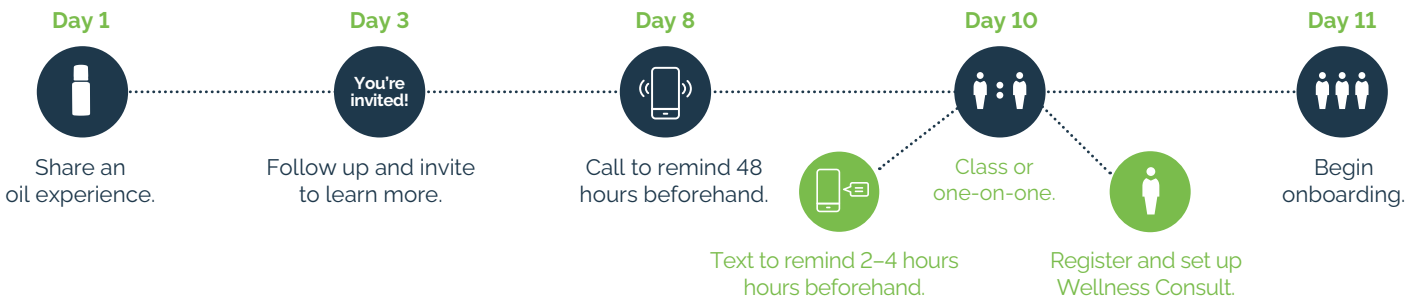 Day 1
Day 3
Day 8
Day 10
Day 11
You're
invited!
Share an
oil experience.
Follow up and invite
to learn more.
Call to remind 48
hours beforehand.
Class or
one-on-one.
Begin
onboarding.
Text to remind 2–4 hours
hours beforehand.
Register and set up
Wellness Consult.